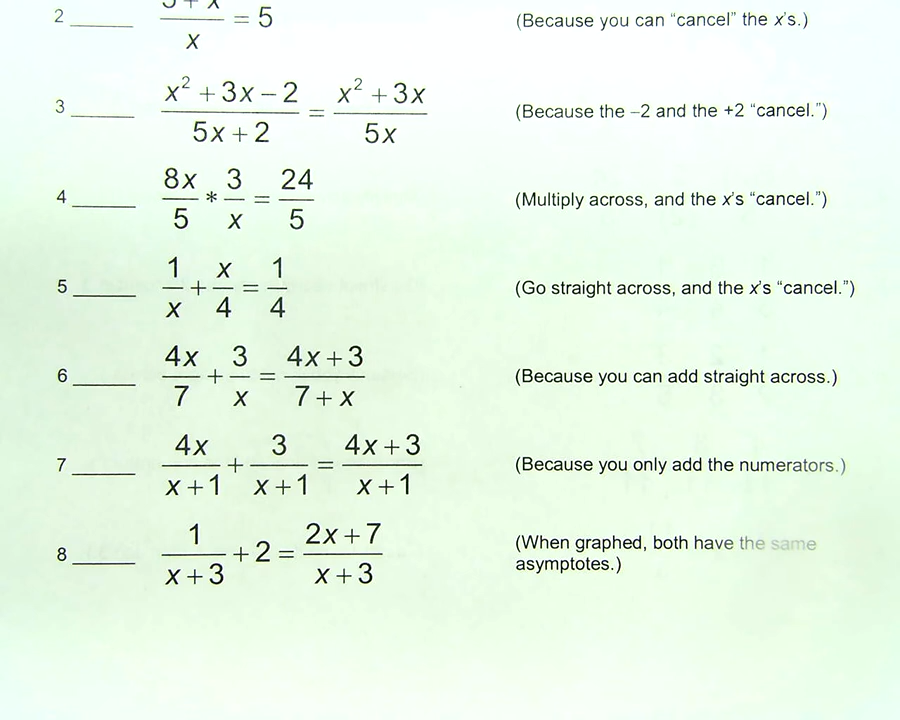 2 ______ (5 + x)/x = 5 (Because you can “cancel” the x’s.)
3 ______ (x² + 3x − 2)/(5x + 2) = (x² + 3x)/(5x) (Because the –2 and the +2 “cancel.”)
4 ______ 8x/5 * 3/x = 24/5 (Multiply across, and the x’s “cancel.”)
5 ______ 1/x + x/4 = 1/4 (Go straight across, and the x’s “cancel.”)
6 ______ 4x/7 + 3/x = (4x + 3)/(7 + x) (Because you can add straight across.)
7 ______ 4x/(x + 1) + 3/(x + 1) = (4x + 3)/(x + 1) (Because you only add the numerators.)
8 ______ 1/(x + 3) + 2 = (2x + 7)/(x + 3) (When graphed, both have the same
asymptotes.)